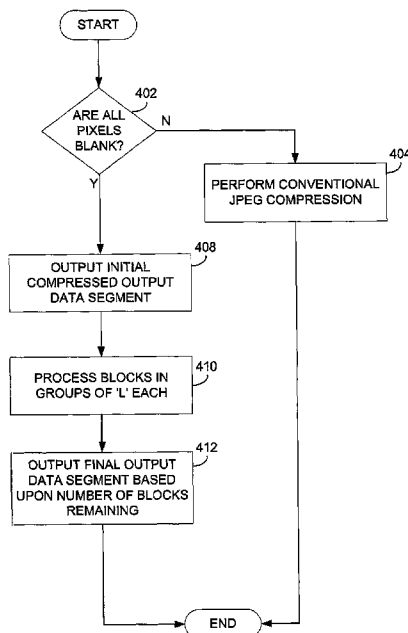 START
402
ARE ALL
PIXELS
BLANK?
N
Y
404
PERFORM CONVENTIONAL
JPEG COMPRESSION
408
OUTPUT INITIAL
COMPRESSED OUTPUT
DATA SEGMENT
410
PROCESS BLOCKS IN
GROUPS OF 'L' EACH
412
OUTPUT FINAL OUTPUT
DATA SEGMENT BASED
UPON NUMBER OF BLOCKS
REMAINING
END